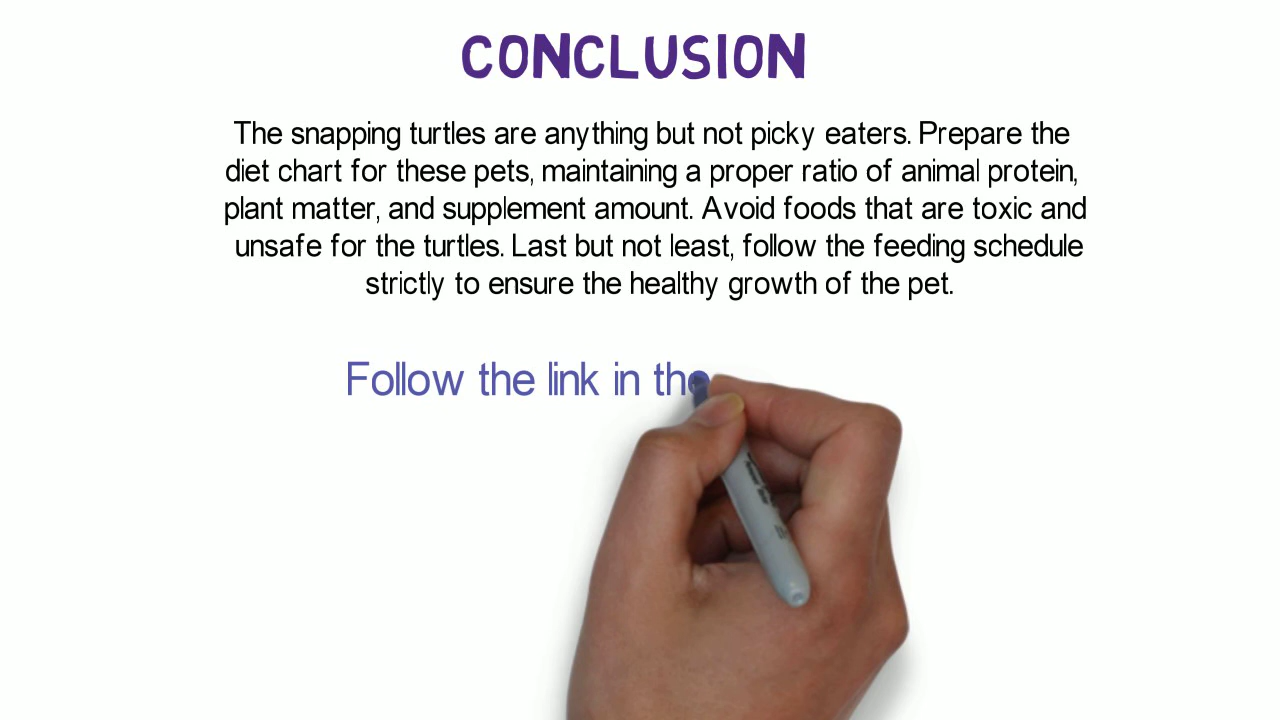 CONCLUSION
The snapping turtles are anything but not picky eaters. Prepare the
diet chart for these pets, maintaining a proper ratio of animal protein,
plant matter, and supplement amount. Avoid foods that are toxic and
unsafe for the turtles. Last but not least, follow the feeding schedule
strictly to ensure the healthy growth of the pet.
Follow the link in the